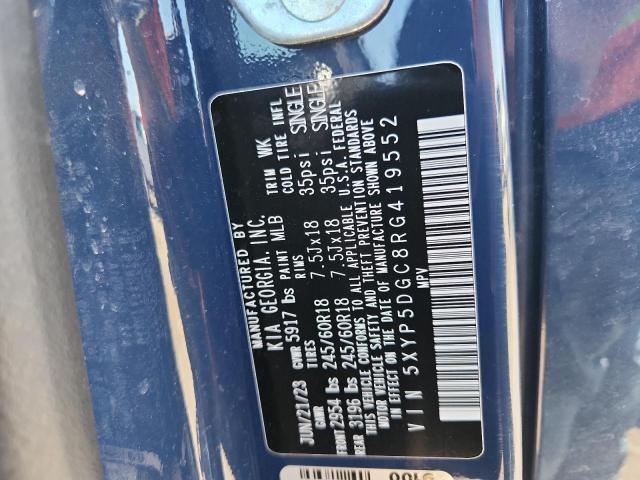 MANUFACTURED BY
KIA GEORGIA, INC.
JUN/21/23 GVWR 5917 lbs PAINT MLB TRIM WK
GAWR TIRES RIMS COLD TIRE INFL
FRONT 2954 lbs 245/60R18 7.5Jx18 35psi SINGLE
REAR 3196 lbs 245/60R18 7.5Jx18 35psi SINGLE
THIS VEHICLE CONFORMS TO ALL APPLICABLE U.S.A. FEDERAL
MOTOR VEHICLE SAFETY AND THEFT PREVENTION STANDARDS
IN EFFECT ON THE DATE OF MANUFACTURE SHOWN ABOVE
VIN 5XYP5DGC8RG419552
MPV